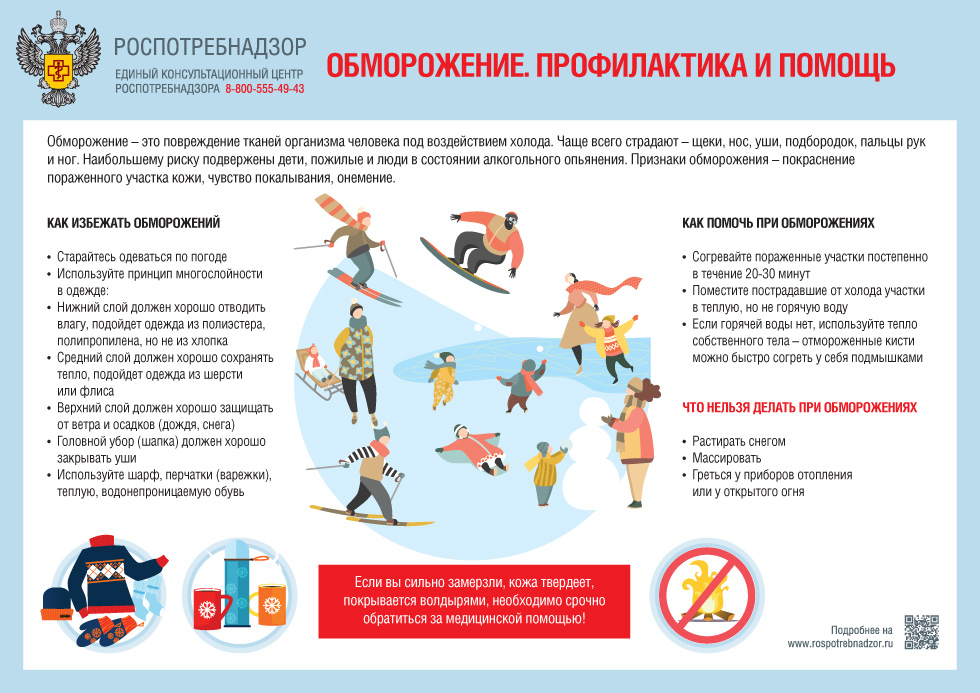 РОСПОТРЕБНАДЗОР
ЕДИНЫЙ КОНСУЛЬТАЦИОННЫЙ ЦЕНТР
РОСПОТРЕБНАДЗОРА 8-800-555-49-43
ОБМОРОЖЕНИЕ. ПРОФИЛАКТИКА И ПОМОЩЬ
Обморожение – это повреждение тканей организма человека под воздействием холода. Чаще всего страдают – щеки, нос, уши, подбородок, пальцы рук
и ног. Наибольшему риску подвержены дети, пожилые и люди в состоянии алкогольного опьянения. Признаки обморожения – покраснение
пораженного участка кожи, чувство покалывания, онемение.
КАК ИЗБЕЖАТЬ ОБМОРОЖЕНИЙ
• Старайтесь одеваться по погоде
• Используйте принцип многослойности
в одежде:
• Нижний слой должен хорошо отводить
влагу, подойдет одежда из полиэстера,
полипропилена, но не из хлопка
• Средний слой должен хорошо сохранять
тепло, подойдет одежда из шерсти
или флиса
• Верхний слой должен хорошо защищать
от ветра и осадков (дождя, снега)
• Головной убор (шапка) должен хорошо
закрывать уши
• Используйте шарф, перчатки (варежки),
теплую, водонепроницаемую обувь
КАК ПОМОЧЬ ПРИ ОБМОРОЖЕНИЯХ
• Согревайте пораженные участки постепенно
в течение 20-30 минут
• Поместите пострадавшие от холода участки
в теплую, но не горячую воду
• Если горячей воды нет, используйте тепло
собственного тела – отмороженные кисти
можно быстро согреть у себя подмышками
ЧТО НЕЛЬЗЯ ДЕЛАТЬ ПРИ ОБМОРОЖЕНИЯХ
• Растирать снегом
• Массировать
• Греться у приборов отопления
или у открытого огня
Если вы сильно замерзли, кожа твердеет,
покрывается волдырями, необходимо срочно
обратиться за медицинской помощью!
Подробнее на
www.rospotrebnadzor.ru